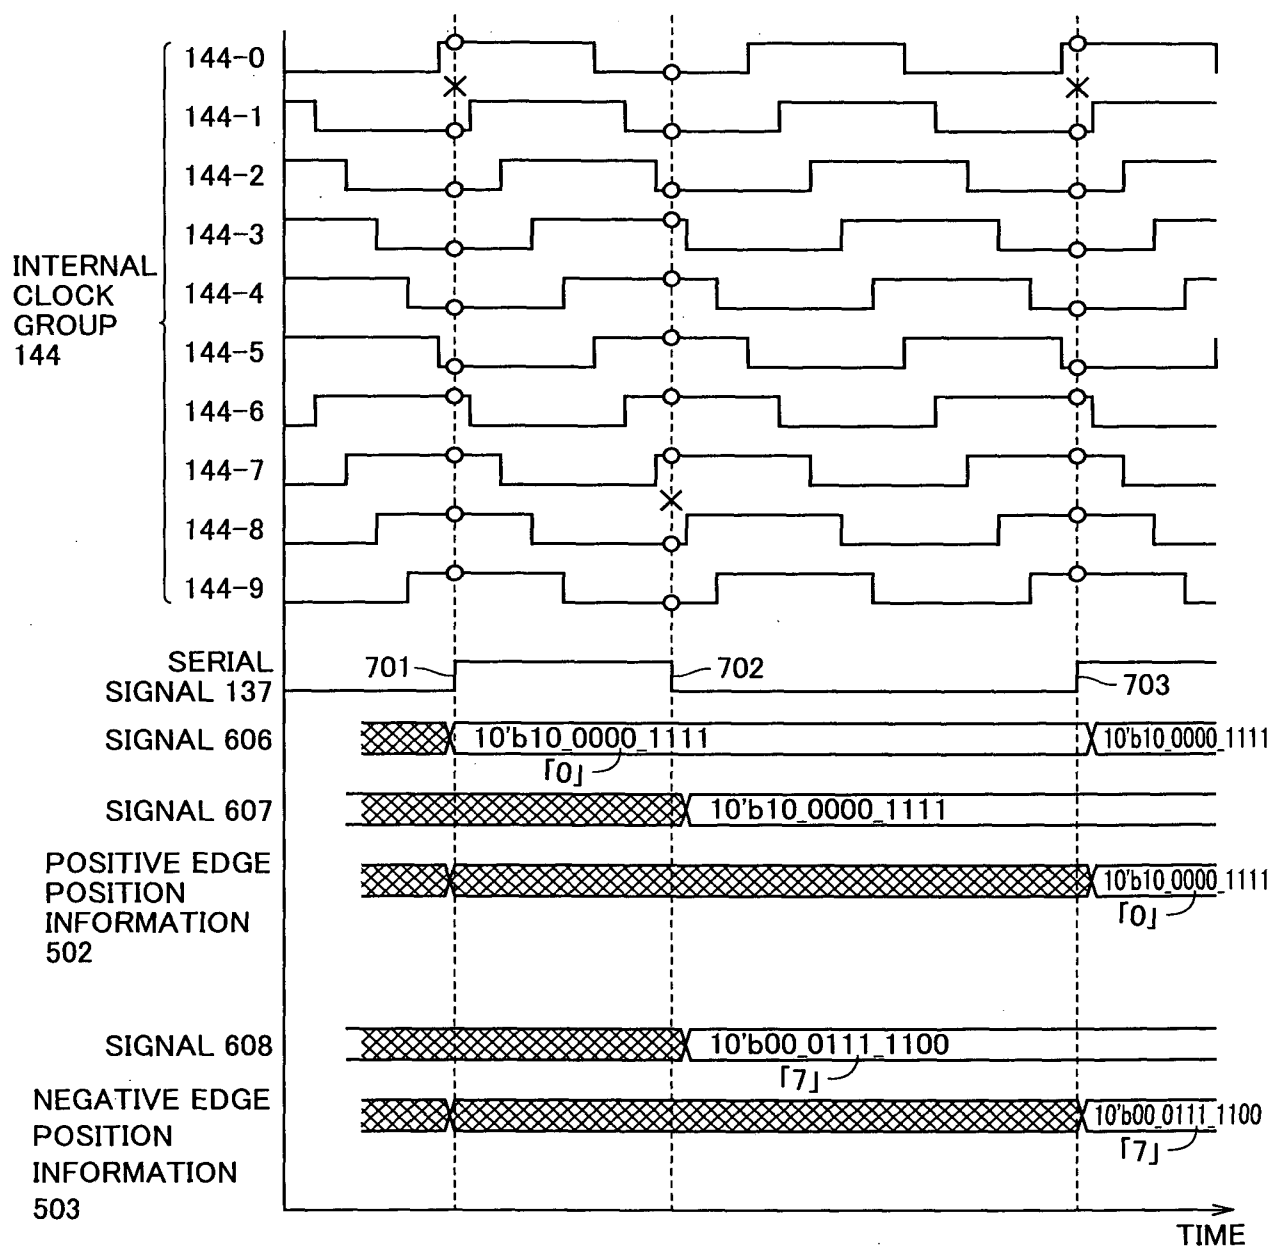 144-0
144-1
144-2
144-3
144-4
144-5
144-6
144-7
144-8
144-9
INTERNAL
CLOCK
GROUP
144
SERIAL
SIGNAL 137
701
702
703
SIGNAL 606
10'b10_0000_1111
10'b10_0000_1111
「0」
SIGNAL 607
10'b10_0000_1111
POSITIVE EDGE
POSITION
INFORMATION
502
10'b10_0000_1111
「0」
SIGNAL 608
10'b00_0111_1100
「7」
NEGATIVE EDGE
POSITION
INFORMATION
503
10'b00_0111_1100
「7」
TIME